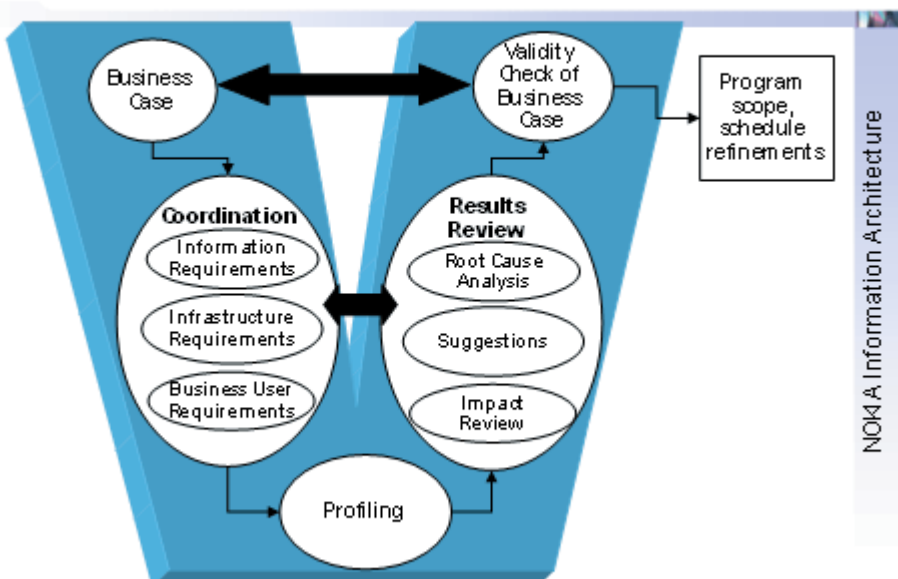 Business
Case
Validity
Check of
Business
Case
Program
scope,
schedule
refinements
Coordination
Information
Requirements
Infrastructure
Requirements
Business User
Requirements
Results
Review
Root Cause
Analysis
Suggestions
Impact
Review
Profiling
NOKIA Information Architecture